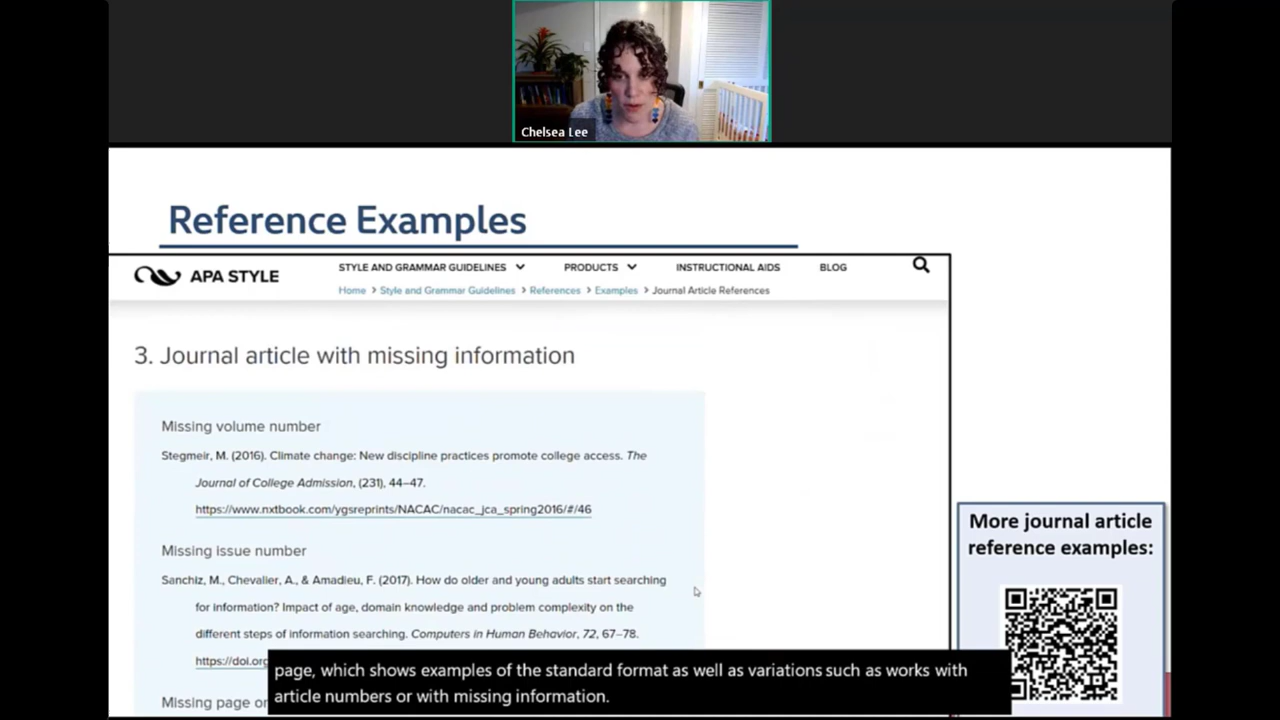 Chelsea Lee
Reference Examples
APA STYLE
STYLE AND GRAMMAR GUIDELINES
PRODUCTS
INSTRUCTIONAL AIDS
BLOG
Home > Style and Grammar Guidelines > References > Examples > Journal Article References
3. Journal article with missing information
Missing volume number
Stegmeir, M. (2016). Climate change: New discipline practices promote college access. The
Journal of College Admission, (231), 44–47.
https://www.nxtbook.com/ygsreprints/NACAC/nacac_jca_spring2016/#/46
Missing issue number
Sanchiz, M., Chevalier, A., & Amadieu, F. (2017). How do older and young adults start searching
for information? Impact of age, domain knowledge and problem complexity on the
different steps of information searching. Computers in Human Behavior, 72, 67–78.
https://doi.org
Missing page or
More journal article
reference examples:
page, which shows examples of the standard format as well as variations such as works with
article numbers or with missing information.